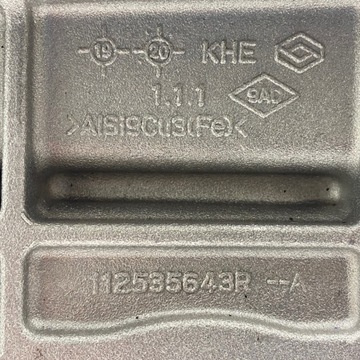 19 20 KHE
1.1.1 9AD
>AlSi9Cu3(Fe)<
112535643R --A